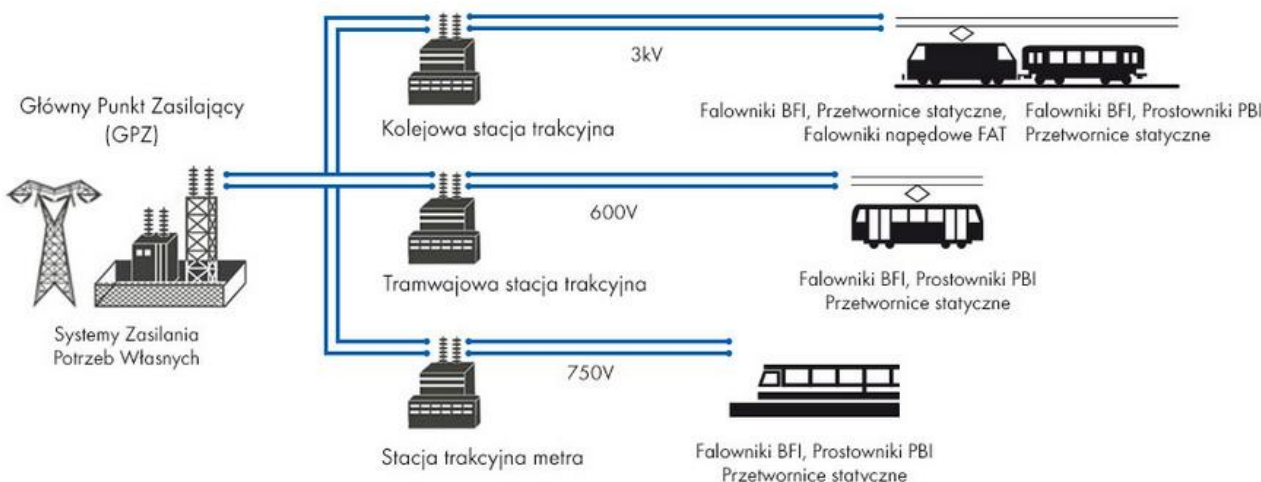 Główny Punkt Zasilający
(GPZ)
Systemy Zasilania
Potrzeb Własnych
Kolejowa stacja trakcyjna
3kV
Falowniki BFI, Przetwornice statyczne,
Falowniki napędowe FAT
Falowniki BFI, Prostowniki PBI
Przetwornice statyczne
Tramwajowa stacja trakcyjna
600V
Falowniki BFI, Prostowniki PBI
Przetwornice statyczne
Stacja trakcyjna metra
750V
Falowniki BFI, Prostowniki PBI
Przetwornice statyczne